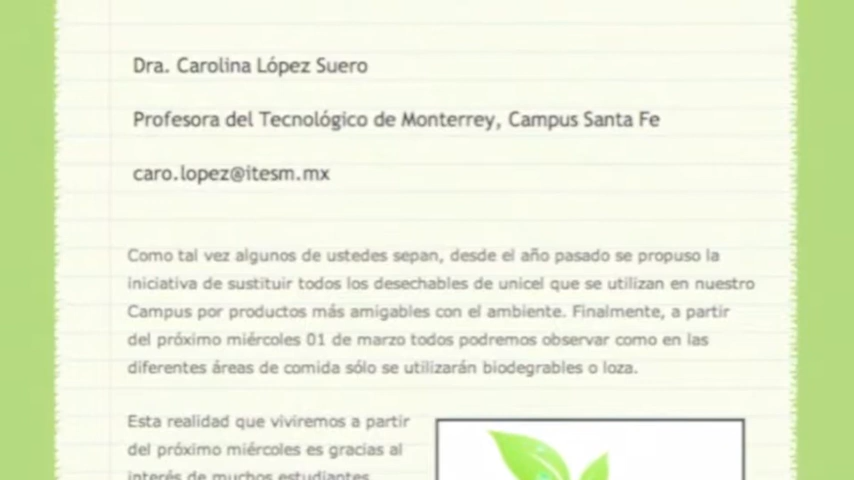 Dra. Carolina López Suero
Profesora del Tecnológico de Monterrey, Campus Santa Fe
caro.lopez@itesm.mx
Como tal vez algunos de ustedes sepan, desde el año pasado se propuso la
iniciativa de sustituir todos los desechables de unicel que se utilizan en nuestro
Campus por productos más amigables con el ambiente. Finalmente, a partir
del próximo miércoles 01 de marzo todos podremos observar como en las
diferentes áreas de comida sólo se utilizarán biodegrables o loza.
Esta realidad que viviremos a partir
del próximo miércoles es gracias al
interés de muchos estudiantes